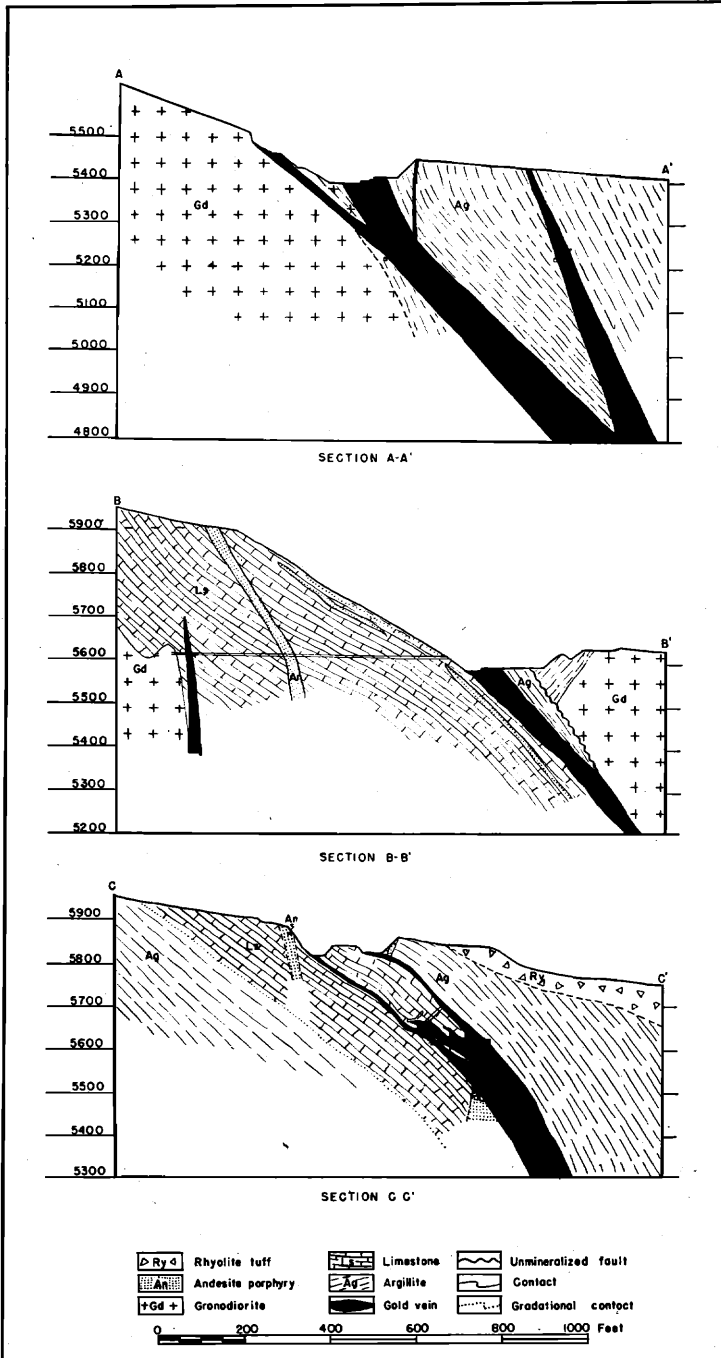 A
5500
5400
5300
5200
5100
5000
4900
4800
Gd
Ag
A'
SECTION A-A'
B
5900
5800
5700
5600
5500
5400
5300
5200
Ls
Gd
An
Ag
Gd
B'
SECTION B-B'
C
5900
5800
5700
5600
5500
5400
5300
An
Ls
Ag
Ag
Ry
C'
SECTION C C'
Ry Rhyolite tuff
Ls Limestone
Unmineralized fault
An Andesite porphyry
Ag Argillite
Contact
Gd Gronodiorite
Gold vein
Gradational contact
0 200 400 600 800 1000 Feet